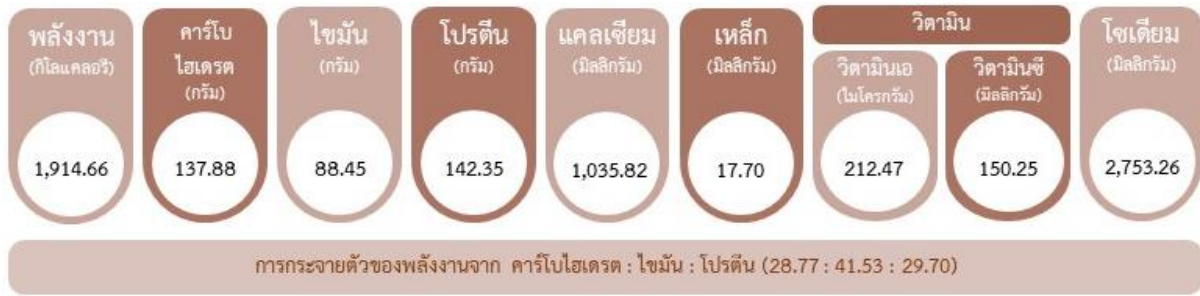 พลังงาน
(กิโลแคลอรี)
1,914.66
คาร์โบ
ไฮเดรต
(กรัม)
137.88
ไขมัน
(กรัม)
88.45
โปรตีน
(กรัม)
142.35
แคลเซียม
(มิลลิกรัม)
1,035.82
เหล็ก
(มิลลิกรัม)
17.70
วิตามิน
วิตามินเอ
(ไมโครกรัม)
212.47
วิตามินซี
(มิลลิกรัม)
150.25
โซเดียม
(มิลลิกรัม)
2,753.26
การกระจายตัวของพลังงานจาก คาร์โบไฮเดรต : ไขมัน : โปรตีน (28.77 : 41.53 : 29.70)